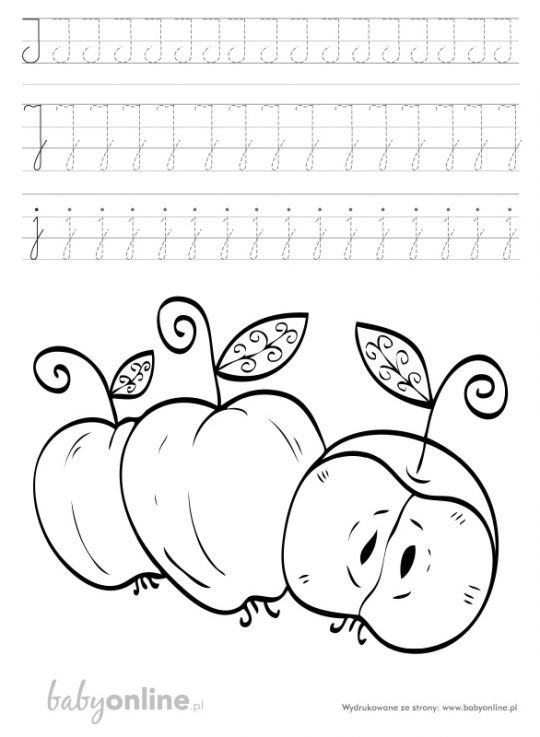 J J J J J J J J J J J J J J
J J J J J J J J J J J J J J
j j j j j j j j j j j j j j j j
babyonline.pl
Wydrukowane ze strony: www.babyonline.pl